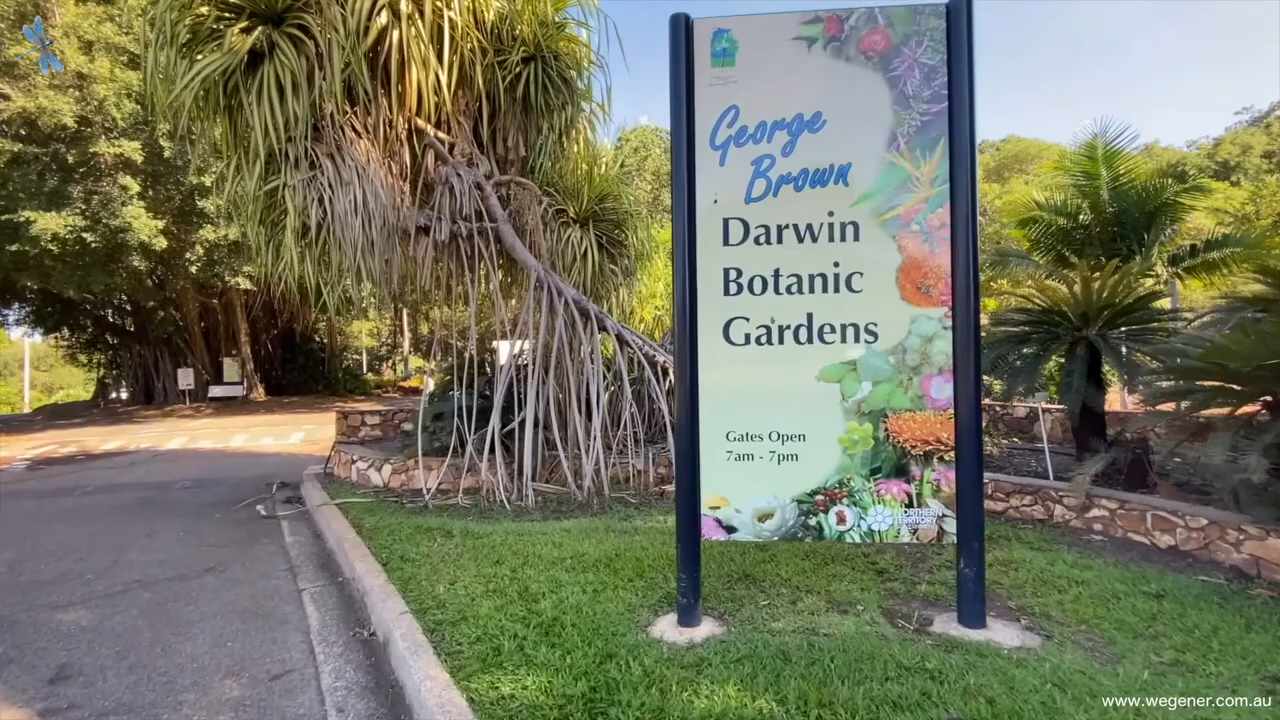 George
Brown
Darwin
Botanic
Gardens
Gates Open
7am - 7pm
NORTHERN
TERRITORY
www.wegener.com.au